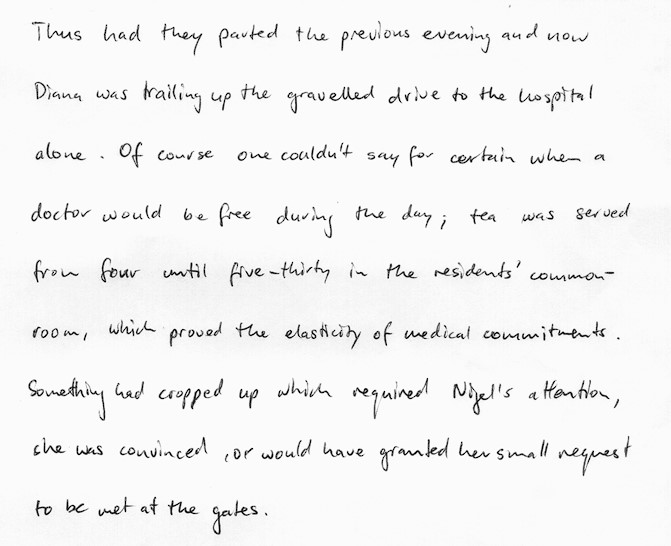 Thus had they parted the previous evening and now
Diana was trailing up the gravelled drive to the hospital
alone. Of course one couldn't say for certain when a
doctor would be free during the day; tea was served
from four until five-thirty in the residents' common-
room, which proved the elasticity of medical commitments.
Something had cropped up which required Nigel's attention,
she was convinced, or would have granted her small request
to be met at the gates.